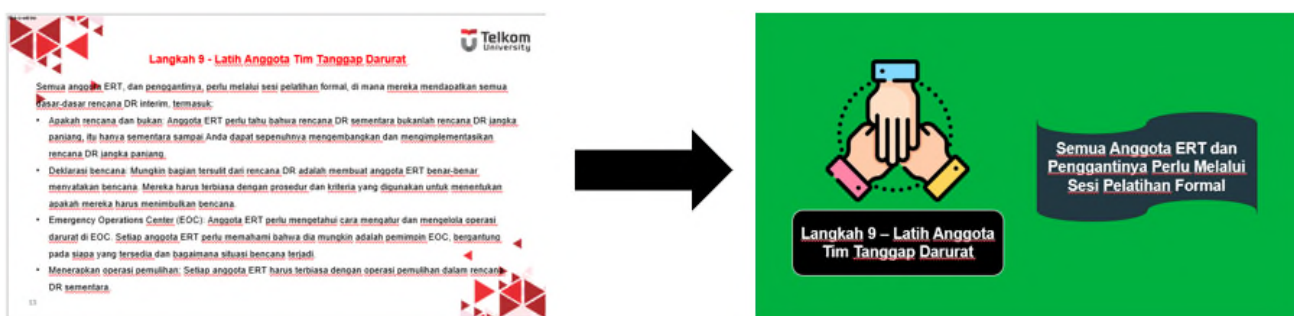 Telkom
University
Langkah 9 - Latih Anggota Tim Tanggap Darurat
Semua anggota ERT, dan penggantinya, perlu melalui sesi pelatihan formal, di mana mereka mendapatkan semua
dasar-dasar rencana DR interim, termasuk:
• Apakah rencana dan bukan: Anggota ERT perlu tahu bahwa rencana DR sementara bukanlah rencana DR jangka
panjang, itu hanya sementara sampai Anda dapat sepenuhnya mengembangkan dan mengimplementasikan
rencana DR jangka panjang.
• Deklarasi bencana: Mungkin bagian tersulit dari rencana DR adalah membuat anggota ERT benar-benar
menyatakan bencana. Mereka harus terbiasa dengan prosedur dan kriteria yang digunakan untuk menentukan
apakah mereka harus menimbulkan bencana.
• Emergency Operations Center (EOC): Anggota ERT perlu mengetahui cara mengatur dan mengelola operasi
darurat di EOC. Setiap anggota ERT perlu memahami bahwa dia mungkin adalah pemimpin EOC, bergantung
pada siapa yang tersedia dan bagaimana situasi bencana terjadi.
• Menerapkan operasi pemulihan: Setiap anggota ERT harus terbiasa dengan operasi pemulihan dalam rencana
DR sementara.
13
Langkah 9 – Latih Anggota
Tim Tanggap Darurat
Semua Anggota ERT dan
Penggantinya Perlu Melalui
Sesi Pelatihan Formal